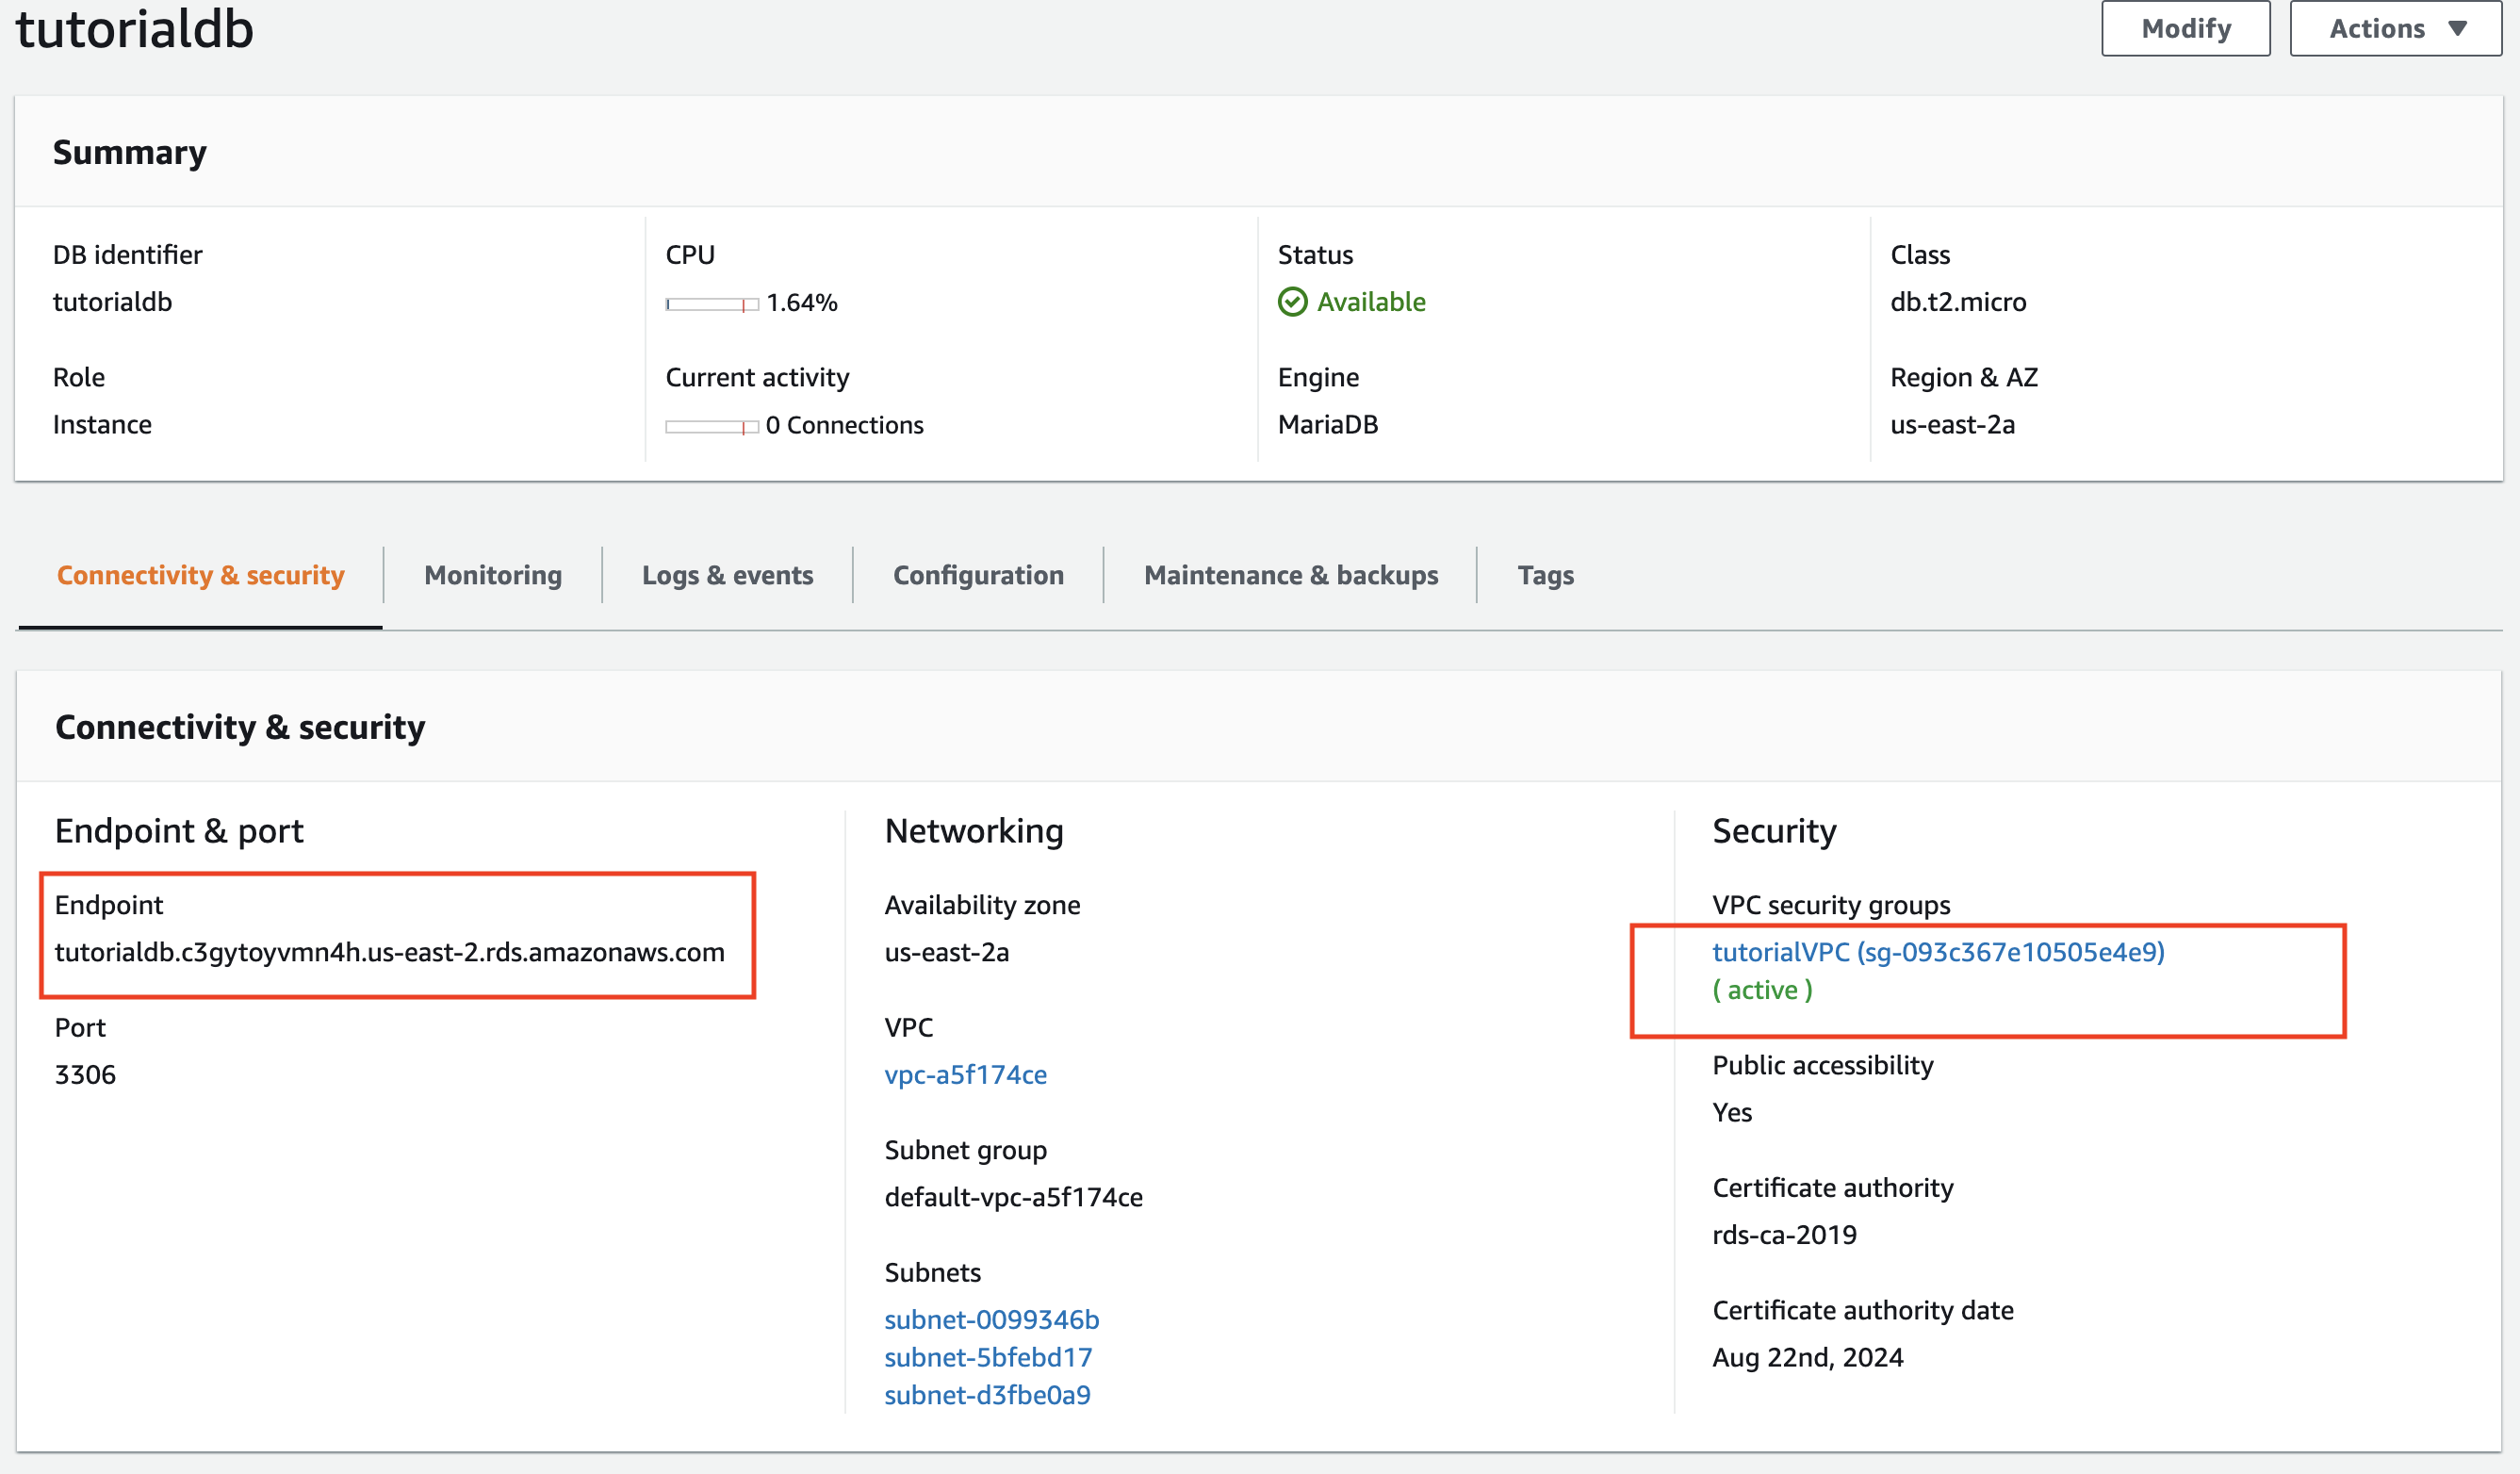 tutorialdb
Modify
Actions
Summary
DB identifier
tutorialdb
CPU
1.64%
Status
Available
Class
db.t2.micro
Role
Instance
Current activity
0 Connections
Engine
MariaDB
Region & AZ
us-east-2a
Connectivity & security
Monitoring
Logs & events
Configuration
Maintenance & backups
Tags
Connectivity & security
Endpoint & port
Endpoint
tutorialdb.c3gytoyvmn4h.us-east-2.rds.amazonaws.com
Port
3306
Networking
Availability zone
us-east-2a
VPC
vpc-a5f174ce
Subnet group
default-vpc-a5f174ce
Subnets
subnet-0099346b
subnet-5bfebd17
subnet-d3fbe0a9
Security
VPC security groups
tutorialVPC (sg-093c367e10505e4e9)
( active )
Public accessibility
Yes
Certificate authority
rds-ca-2019
Certificate authority date
Aug 22nd, 2024